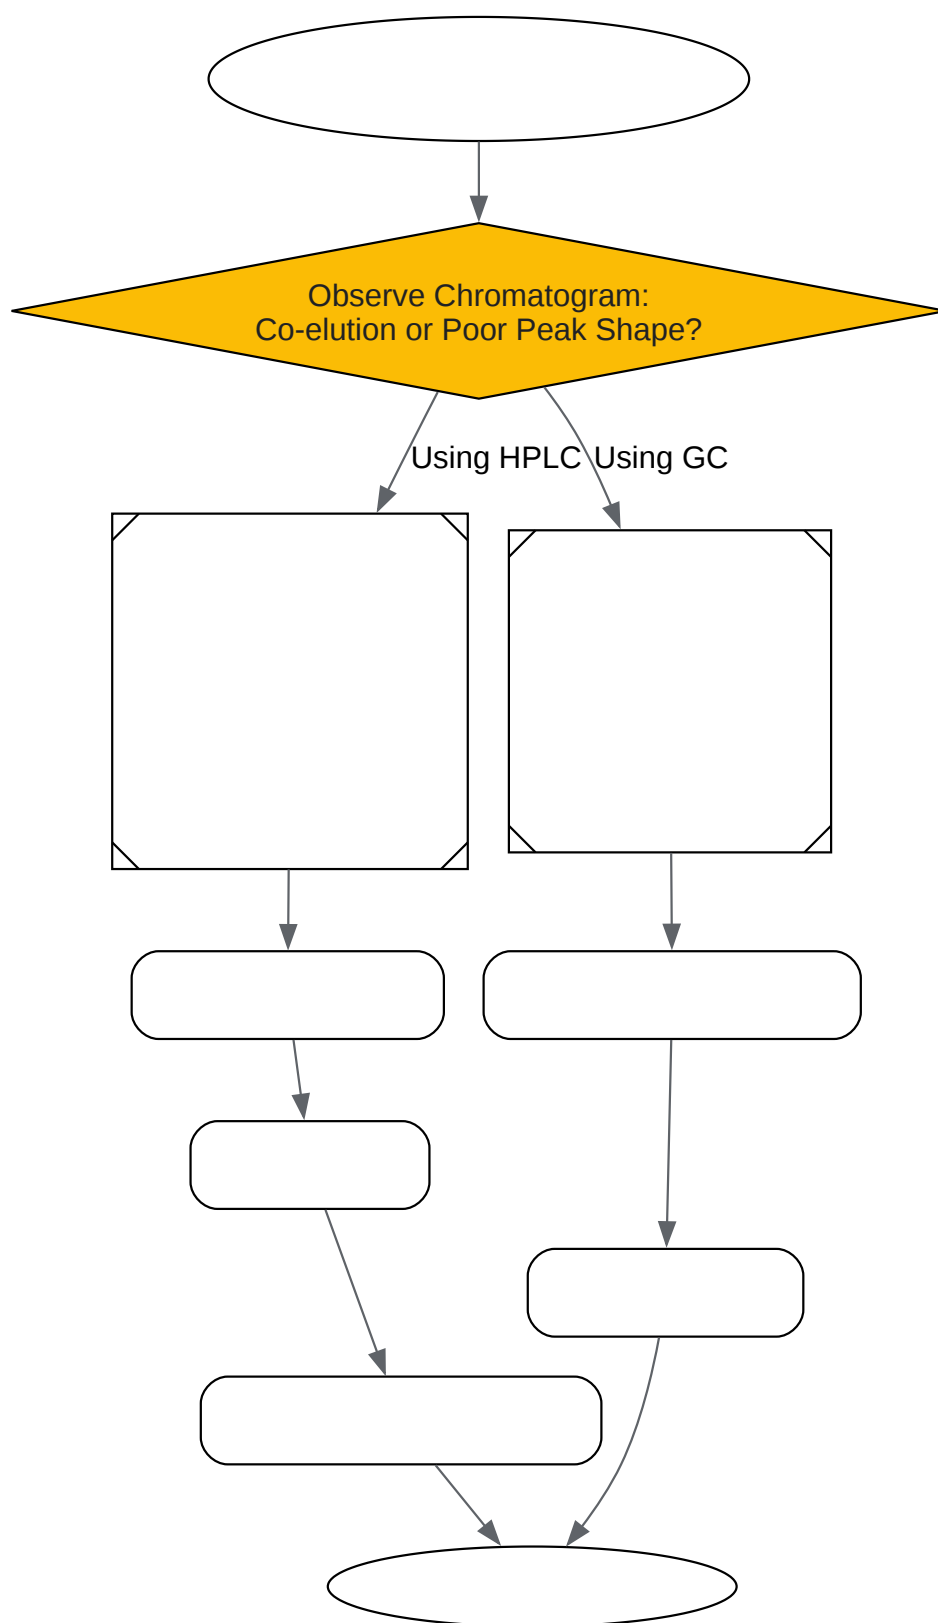 Observe Chromatogram:
Co-elution or Poor Peak Shape?
Using HPLC
Using GC